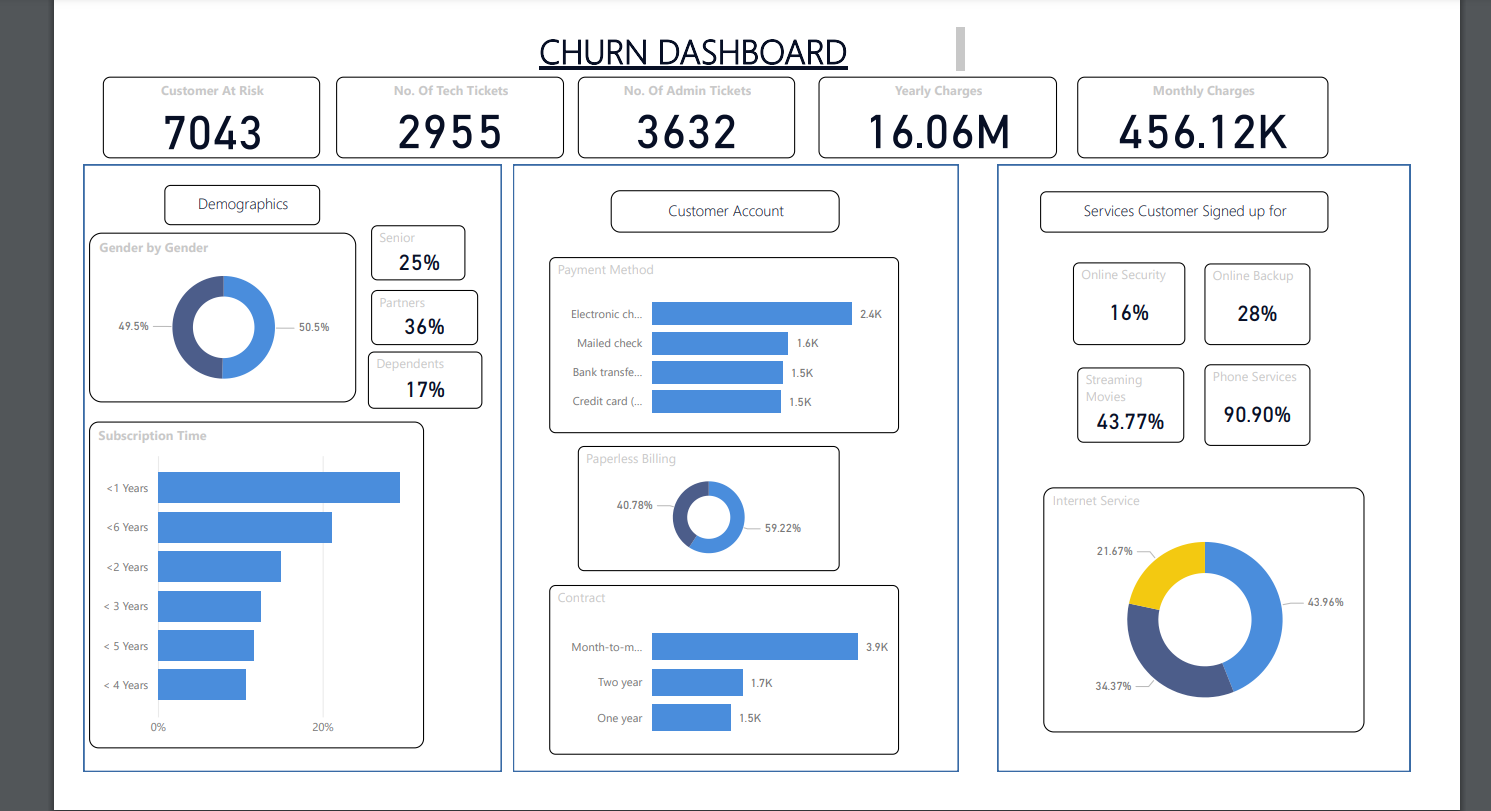 CHURN DASHBOARD
Customer At Risk
7043
No. Of Tech Tickets
2955
No. Of Admin Tickets
3632
Yearly Charges
16.06M
Monthly Charges
456.12K
Demographics
Gender by Gender
49.5%
50.5%
Senior
25%
Partners
36%
Dependents
17%
Subscription Time
<1 Years
<6 Years
<2 Years
< 3 Years
< 5 Years
< 4 Years
0%
20%
Customer Account
Payment Method
Electronic ch...
2.4K
Mailed check
1.6K
Bank transfe...
1.5K
Credit card (...
1.5K
Paperless Billing
40.78%
59.22%
Contract
Month-to-m...
3.9K
Two year
1.7K
One year
1.5K
Services Customer Signed up for
Online Security
16%
Online Backup
28%
Streaming
Movies
43.77%
Phone Services
90.90%
Internet Service
21.67%
43.96%
34.37%